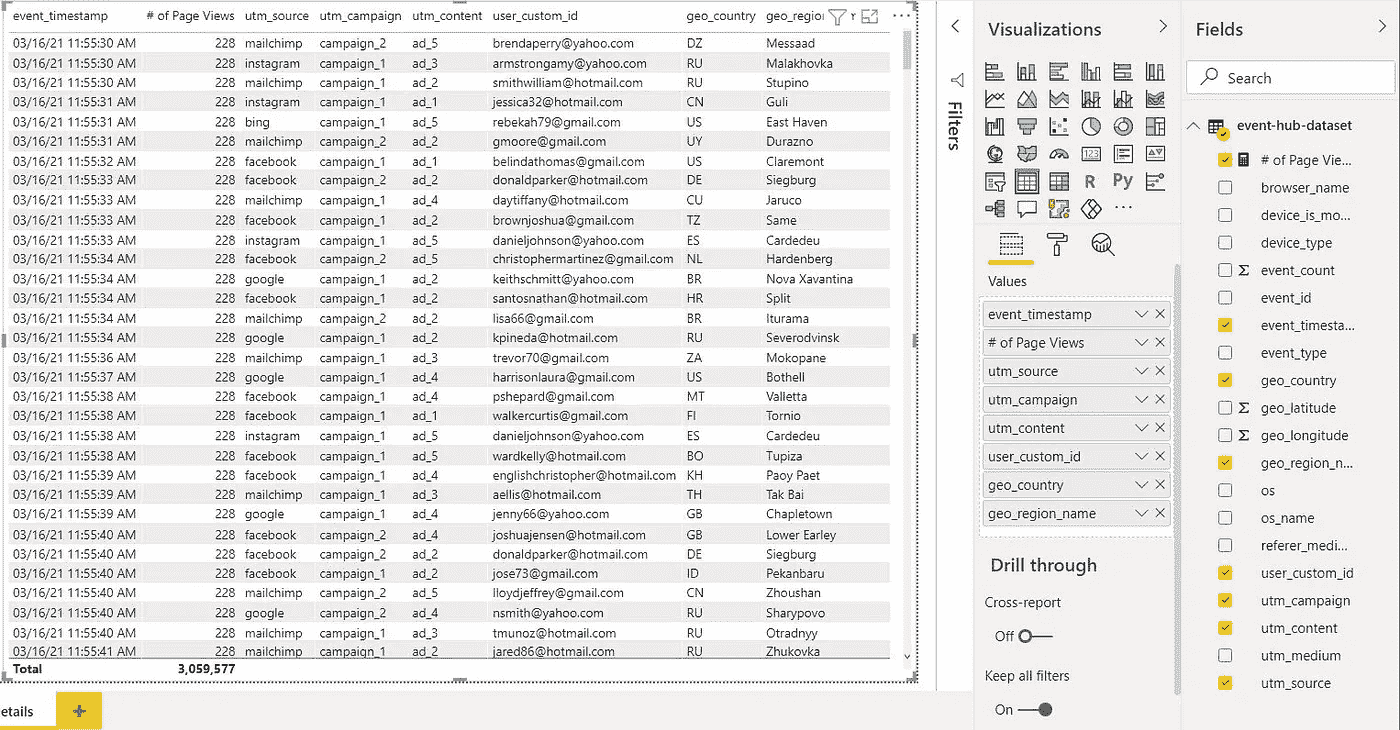 event_timestamp # of Page Views utm_source utm_campaign utm_content user_custom_id geo_country geo_region
03/16/21 11:55:30 AM 228 mailchimp campaign_2 ad_5 brendaperry@yahoo.com DZ Messaad
03/16/21 11:55:30 AM 228 instagram campaign_1 ad_3 armstrongamy@yahoo.com RU Malakhovka
03/16/21 11:55:30 AM 228 mailchimp campaign_1 ad_2 smithwilliam@hotmail.com RU Stupino
03/16/21 11:55:31 AM 228 instagram campaign_1 ad_1 jessica32@hotmail.com CN Guli
03/16/21 11:55:31 AM 228 bing campaign_1 ad_5 rebekah79@gmail.com US East Haven
03/16/21 11:55:31 AM 228 mailchimp campaign_2 ad_2 gmoore@gmail.com UY Durazno
03/16/21 11:55:32 AM 228 facebook campaign_1 ad_1 belindathomas@gmail.com US Claremont
03/16/21 11:55:33 AM 228 facebook campaign_2 ad_2 donaldparker@hotmail.com DE Siegburg
03/16/21 11:55:33 AM 228 mailchimp campaign_1 ad_4 daytiffany@hotmail.com CU Jaruco
03/16/21 11:55:33 AM 228 facebook campaign_1 ad_2 brownjoshua@gmail.com TZ Same
03/16/21 11:55:33 AM 228 instagram campaign_1 ad_5 danieljohnson@yahoo.com ES Cardedeu
03/16/21 11:55:34 AM 228 facebook campaign_2 ad_5 christophermartinez@gmail.com NL Hardenberg
03/16/21 11:55:34 AM 228 google campaign_1 ad_2 keithschmitt@yahoo.com BR Nova Xavantina
03/16/21 11:55:34 AM 228 facebook campaign_1 ad_2 santosnathan@hotmail.com HR Split
03/16/21 11:55:34 AM 228 mailchimp campaign_2 ad_2 lisa66@gmail.com BR Iturama
03/16/21 11:55:34 AM 228 google campaign_1 ad_2 kpineda@hotmail.com RU Severodvinsk
03/16/21 11:55:36 AM 228 mailchimp campaign_1 ad_3 trevor70@gmail.com ZA Mokopane
03/16/21 11:55:37 AM 228 google campaign_1 ad_4 harrisonlaura@gmail.com US Bothell
03/16/21 11:55:38 AM 228 facebook campaign_1 ad_4 pshepard@gmail.com MT Valletta
03/16/21 11:55:38 AM 228 facebook campaign_1 ad_1 walkercurtis@gmail.com FI Tornio
03/16/21 11:55:38 AM 228 instagram campaign_1 ad_5 danieljohnson@yahoo.com ES Cardedeu
03/16/21 11:55:38 AM 228 facebook campaign_1 ad_5 wardkelly@hotmail.com BO Tupiza
03/16/21 11:55:39 AM 228 facebook campaign_1 ad_4 englishchristopher@hotmail.com KH Paoy Paet
03/16/21 11:55:39 AM 228 mailchimp campaign_1 ad_3 aellis@hotmail.com TH Tak Bai
03/16/21 11:55:39 AM 228 google campaign_1 ad_4 jenny66@yahoo.com GB Chapletown
03/16/21 11:55:40 AM 228 facebook campaign_2 ad_4 joshuajensen@hotmail.com GB Lower Earley
03/16/21 11:55:40 AM 228 facebook campaign_2 ad_2 donaldparker@hotmail.com DE Siegburg
03/16/21 11:55:40 AM 228 facebook campaign_1 ad_2 jose73@gmail.com ID Pekanbaru
03/16/21 11:55:40 AM 228 mailchimp campaign_2 ad_5 lloydjeffrey@gmail.com CN Zhoushan
03/16/21 11:55:40 AM 228 google campaign_2 ad_4 nsmith@yahoo.com RU Sharypovo
03/16/21 11:55:40 AM 228 mailchimp campaign_1 ad_3 tmunoz@hotmail.com RU Otradnyy
03/16/21 11:55:41 AM 228 mailchimp campaign_1 ad_2 jared86@hotmail.com RU Zhukovka
Total 3,059,577
etails
+
Filters
Visualizations
R Py
123
Values
event_timestamp
# of Page Views
utm_source
utm_campaign
utm_content
user_custom_id
geo_country
geo_region_name
Drill through
Cross-report
Off
Keep all filters
On
Fields
Search
event-hub-dataset
# of Page Vie...
browser_name
device_is_mo...
device_type
Σ event_count
event_id
event_timesta...
event_type
geo_country
Σ geo_latitude
Σ geo_longitude
geo_region_n...
os
os_name
referer_medi...
user_custom_id
utm_campaign
utm_content
utm_medium
utm_source